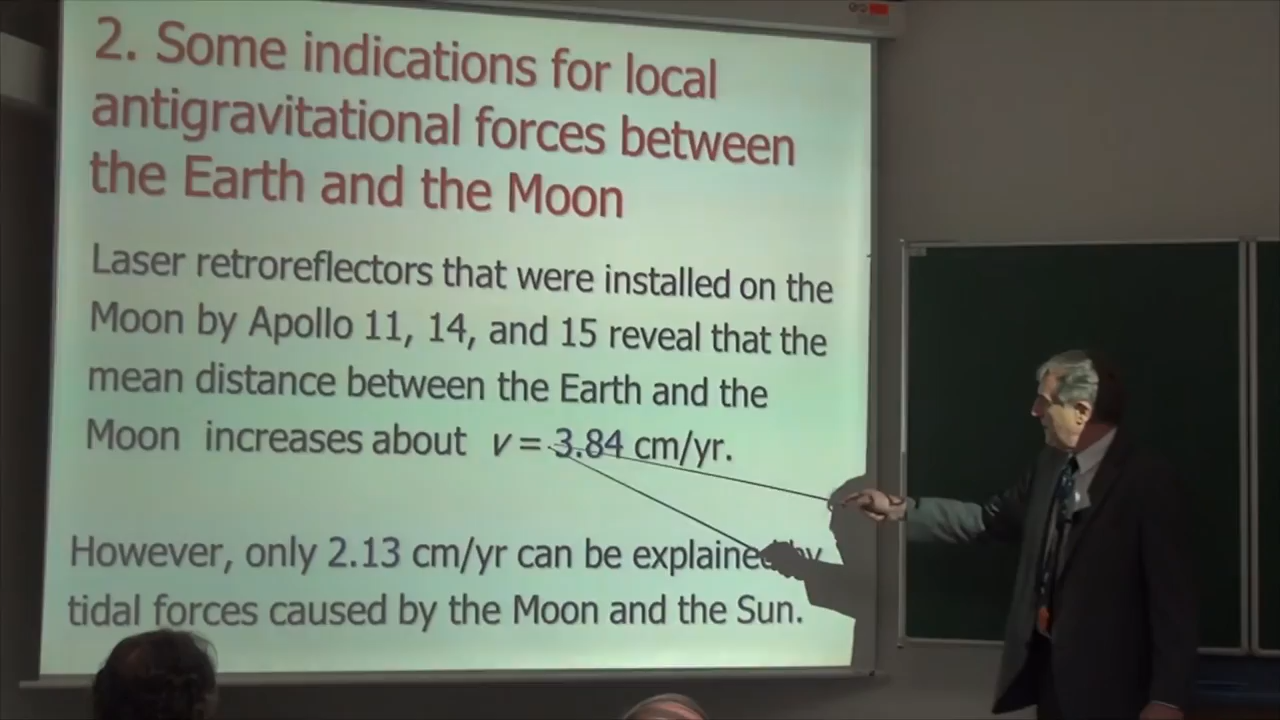 2. Some indications for local
antigravitational forces between
the Earth and the Moon
Laser retroreflectors that were installed on the
Moon by Apollo 11, 14, and 15 reveal that the
mean distance between the Earth and the
Moon increases about v = 3.84 cm/yr.
However, only 2.13 cm/yr can be explained by
tidal forces caused by the Moon and the Sun.